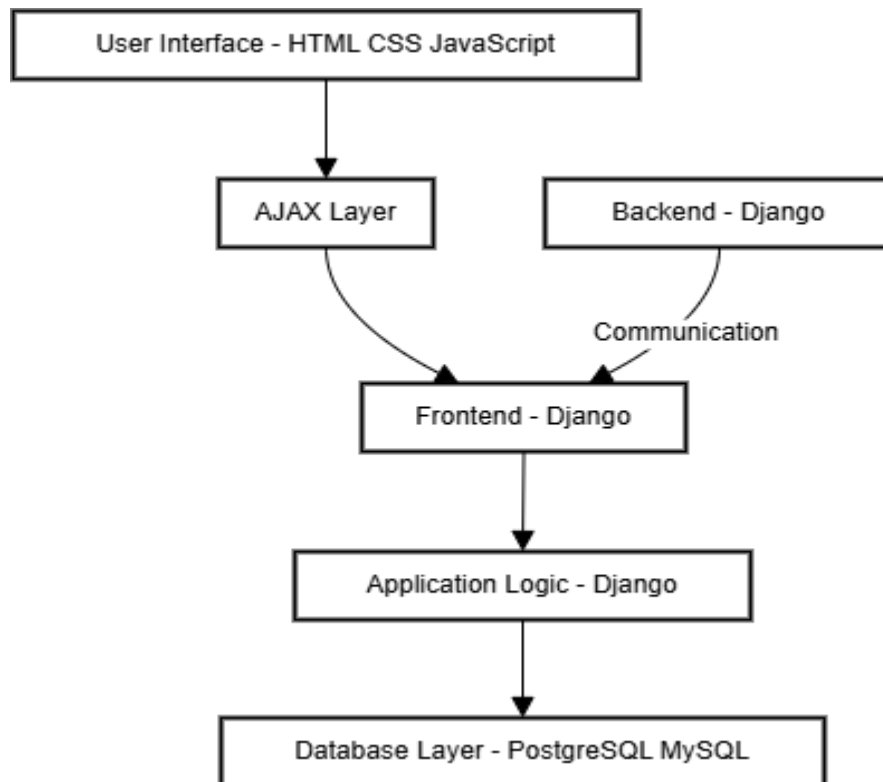 User Interface - HTML CSS JavaScript
AJAX Layer
Backend - Django
Communication
Frontend - Django
Application Logic - Django
Database Layer - PostgreSQL MySQL